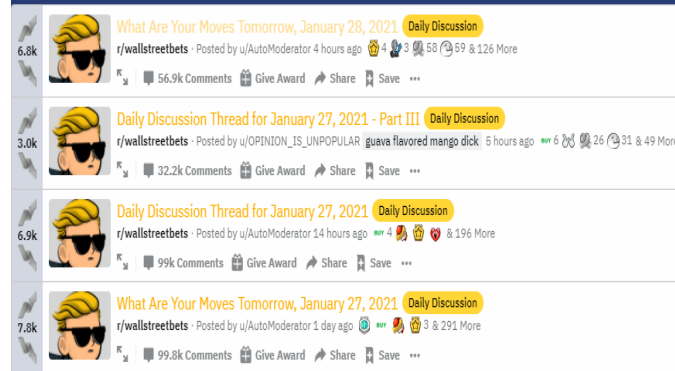 What Are Your Moves Tomorrow, January 28, 2021 Daily Discussion
6.8k
r/wallstreetbets · Posted by u/AutoModerator 4 hours ago 4 3 58 59 & 126 More
56.9k Comments Give Award Share Save ...
Daily Discussion Thread for January 27, 2021 - Part III Daily Discussion
3.0k
r/wallstreetbets · Posted by u/OPINION_IS_UNPOPULAR guava flavored mango dick 5 hours ago BUY 6 26 31 & 49 More
32.2k Comments Give Award Share Save ...
Daily Discussion Thread for January 27, 2021 Daily Discussion
6.9k
r/wallstreetbets · Posted by u/AutoModerator 14 hours ago BUY 4 & 196 More
99k Comments Give Award Share Save ...
What Are Your Moves Tomorrow, January 27, 2021 Daily Discussion
7.8k
r/wallstreetbets · Posted by u/AutoModerator 1 day ago BUY 3 & 291 More
99.8k Comments Give Award Share Save ...